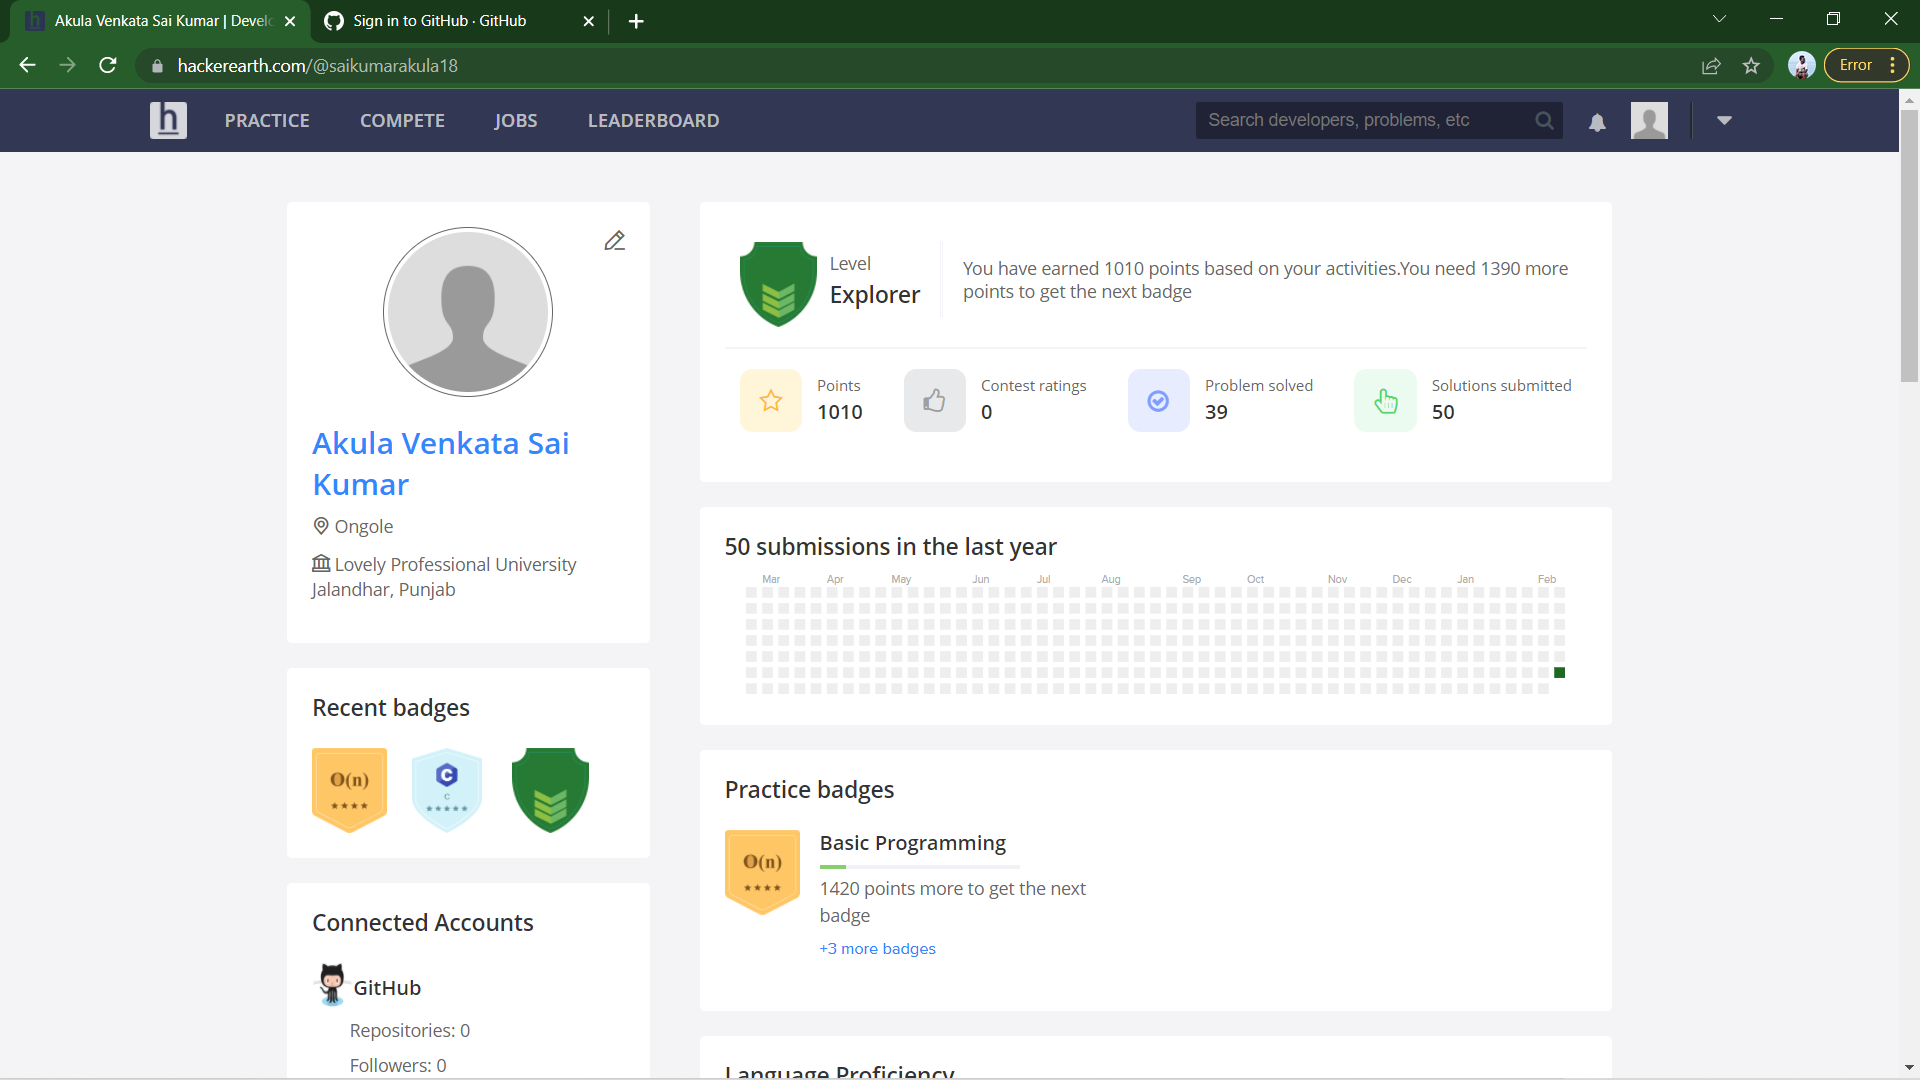 Akula Venkata Sai Kumar | Devel
Sign in to GitHub · GitHub
hackerearth.com/@saikumarakula18
Error
h
PRACTICE
COMPETE
JOBS
LEADERBOARD
Search developers, problems, etc
Akula Venkata Sai
Kumar
Ongole
Lovely Professional University
Jalandhar, Punjab
Recent badges
O(n)
C
C
Connected Accounts
GitHub
Repositories: 0
Followers: 0
Level
Explorer
You have earned 1010 points based on your activities.You need 1390 more
points to get the next badge
Points
1010
Contest ratings
0
Problem solved
39
Solutions submitted
50
50 submissions in the last year
Mar Apr May Jun Jul Aug Sep Oct Nov Dec Jan Feb
Practice badges
O(n)
Basic Programming
1420 points more to get the next
badge
+3 more badges
Language Proficiency